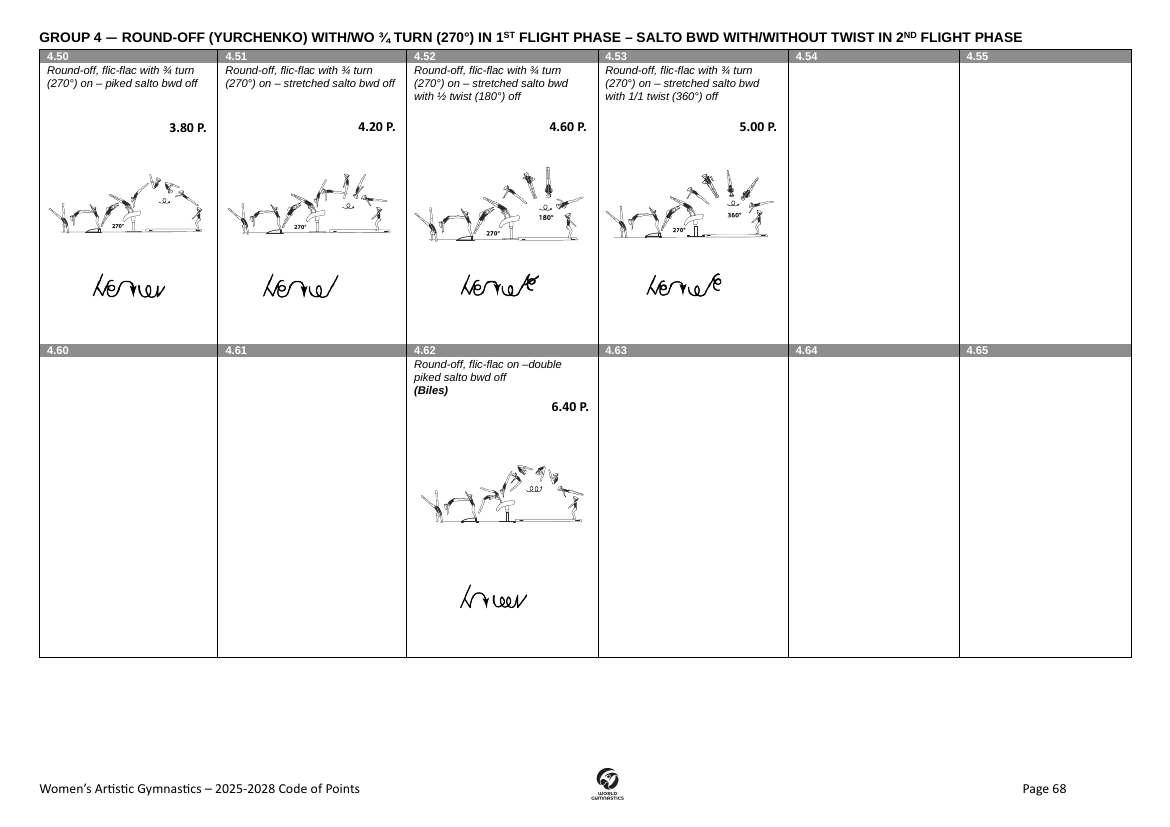 GROUP 4 — ROUND-OFF (YURCHENKO) WITH/WO ¾ TURN (270°) IN 1ST FLIGHT PHASE – SALTO BWD WITH/WITHOUT TWIST IN 2ND FLIGHT PHASE
4.50
Round-off, flic-flac with ¾ turn
(270°) on – piked salto bwd off
3.80 P.
270°
4.51
Round-off, flic-flac with ¾ turn
(270°) on – stretched salto bwd off
4.20 P.
270°
4.52
Round-off, flic-flac with ¾ turn
(270°) on – stretched salto bwd
with ½ twist (180°) off
4.60 P.
180°
270°
4.53
Round-off, flic-flac with ¾ turn
(270°) on – stretched salto bwd
with 1/1 twist (360°) off
5.00 P.
360°
270°
4.54
4.55
4.60
4.61
4.62
Round-off, flic-flac on –double
piked salto bwd off
(Biles)
6.40 P.
4.63
4.64
4.65
Women's Artistic Gymnastics – 2025-2028 Code of Points
WORLD
GYMNASTICS
Page 68